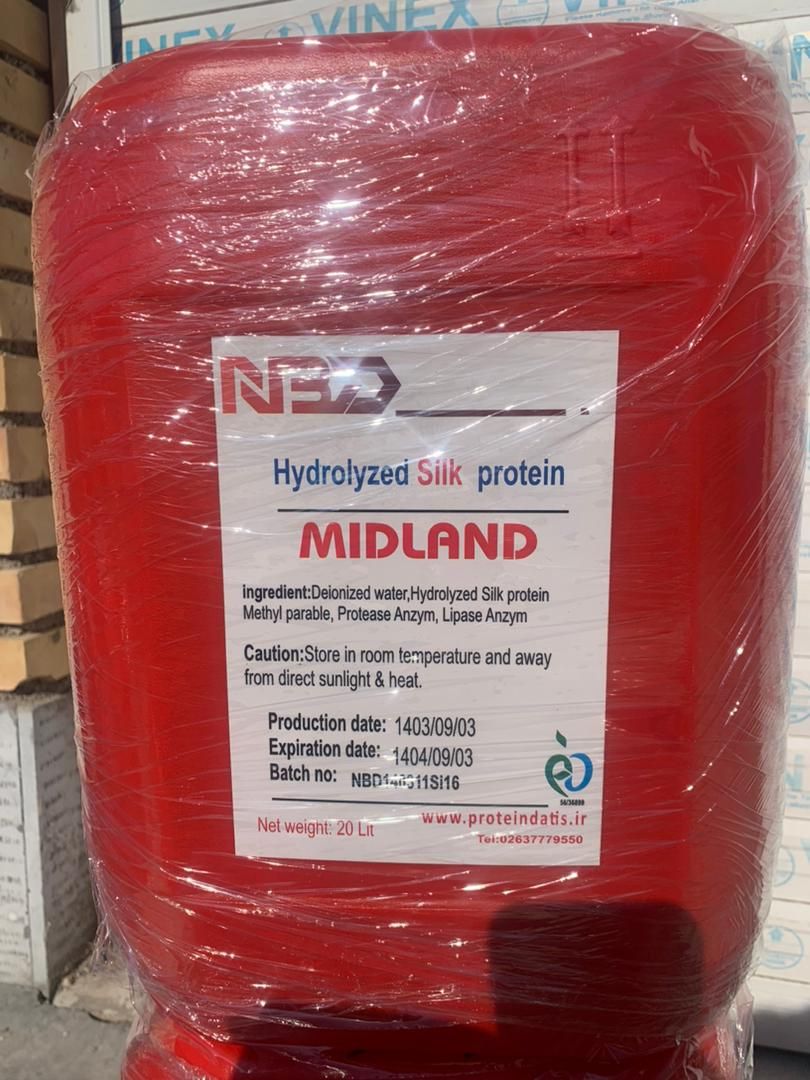 VINEX
VINEX
NBD
Hydrolyzed Silk protein
MIDLAND
ingredient:Deionized water,Hydrolyzed Silk protein
Methyl parable, Protease Anzym, Lipase Anzym
Caution:Store in room temperature and away
from direct sunlight & heat.
Production date: 1403/09/03
Expiration date: 1404/09/03
Batch no:
Net weight: 20 Lit
www.proteindatis.ir
Tel:02637779550